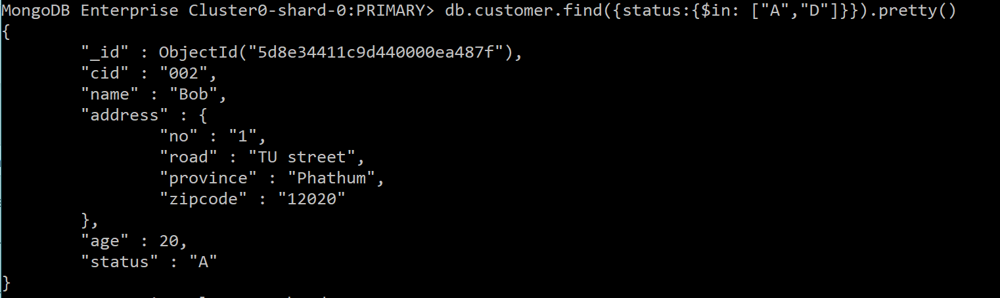 MongoDB Enterprise Cluster0-shard-0:PRIMARY> db.customer.find({status:{$in: ["A","D"]}}).pretty()
{
        "_id" : ObjectId("5d8e34411c9d440000ea487f"),
        "cid" : "002",
        "name" : "Bob",
        "address" : {
                "no" : "1",
                "road" : "TU street",
                "province" : "Phathum",
                "zipcode" : "12020"
        },
        "age" : 20,
        "status" : "A"
}